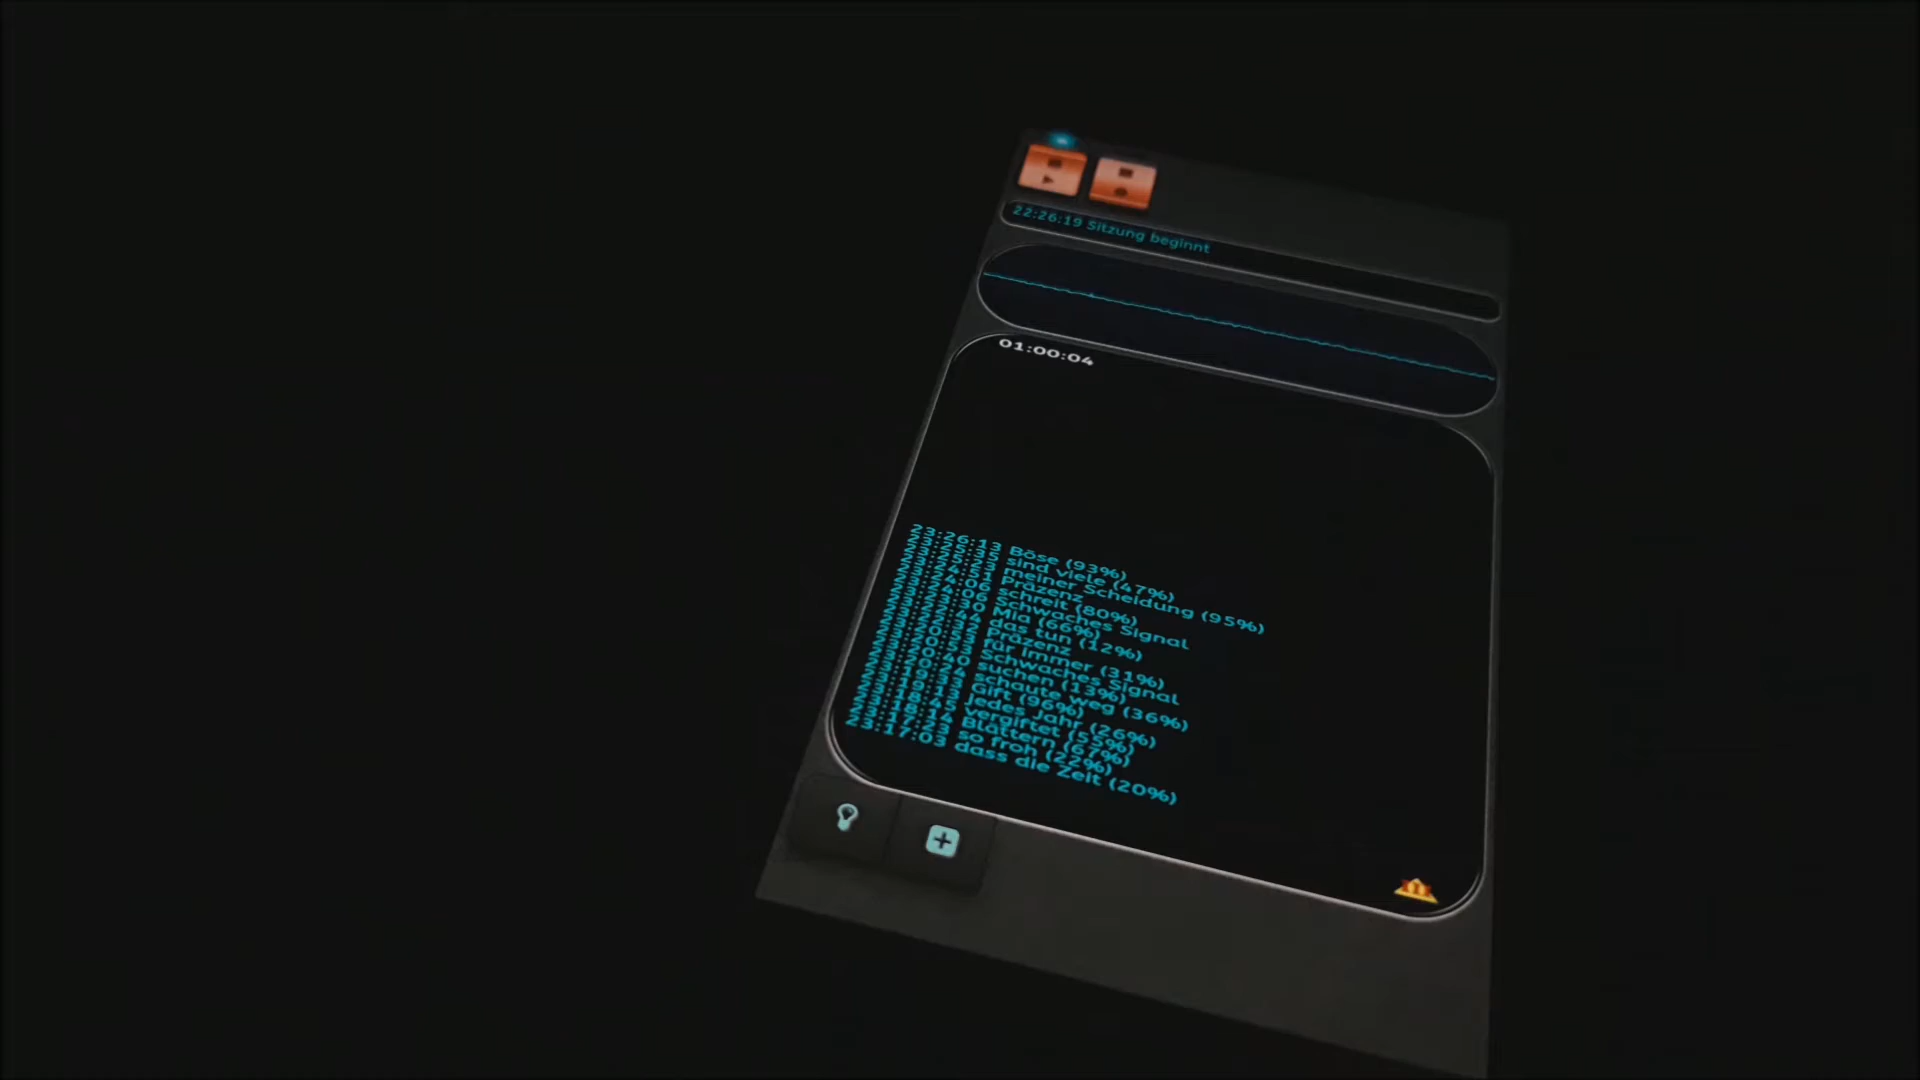 22:26:19 Sitzung beginnt
01:00:04
23:26:13 Böse (93%)
sind viele (47%)
meiner Scheidung (95%)
Präzenz
schreit (80%)
Schwaches Signal
Mia (66%)
das tun (12%)
Präzenz
für immer (31%)
Schwaches Signal
suchen (13%)
schaute weg (36%)
Gift (96%)
Jedes Jahr (26%)
vergiftet (55%)
Blättern (67%)
so froh (22%)
23:17:03 dass die Zeit (20%)